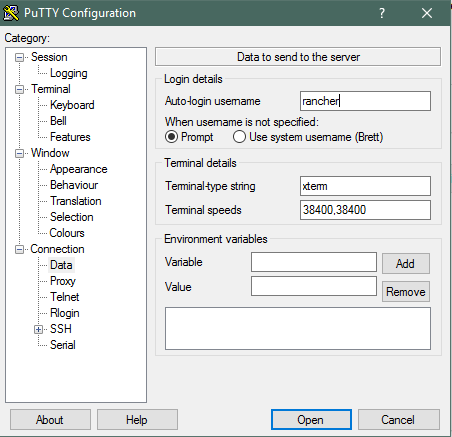 PuTTY Configuration
?
Category:
Session
Logging
Terminal
Keyboard
Bell
Features
Window
Appearance
Behaviour
Translation
Selection
Colours
Connection
Data
Proxy
Telnet
Rlogin
SSH
Serial
Data to send to the server
Login details
Auto-login username rancher
When username is not specified:
Prompt Use system username (Brett)
Terminal details
Terminal-type string xterm
Terminal speeds 38400,38400
Environment variables
Variable Add
Value Remove
About Help Open Cancel